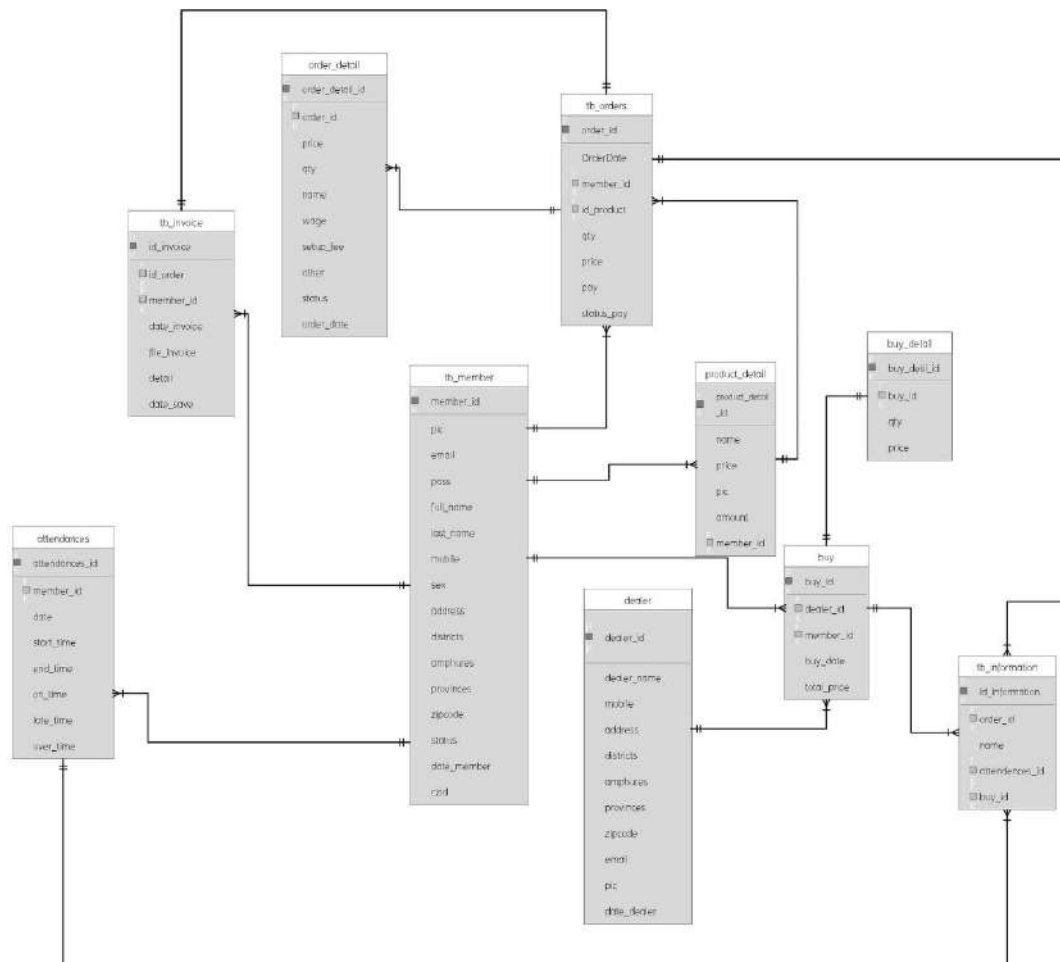 order_detail
order_detail_id
order_id
price
qty
name
wage
setup_fee
other
status
order_date
tb_orders
order_id
OrderDate
member_id
id_product
qty
price
pay
status_pay
tb_invoice
id_invoice
id_order
member_id
date_invoice
file_invoice
detail
date_save
tb_member
member_id
pic
email
pass
full_name
last_name
mobile
sex
address
districts
amphures
provinces
zipcode
status
date_member
product_detail
product_detail
_id
name
price
pic
amount
member_id
buy_detail
buy_detil_id
buy_id
qty
price
attendances
attendances_id
member_id
date
start_time
end_time
on_time
late_time
over_time
dealer
dealer_id
dealer_name
mobile
address
districts
amphures
provinces
zipcode
email
pic
date_dealer
buy
buy_id
dealer_id
member_id
buy_date
total_price
tb_information
id_information
order_id
name
attendences_id
buy_id